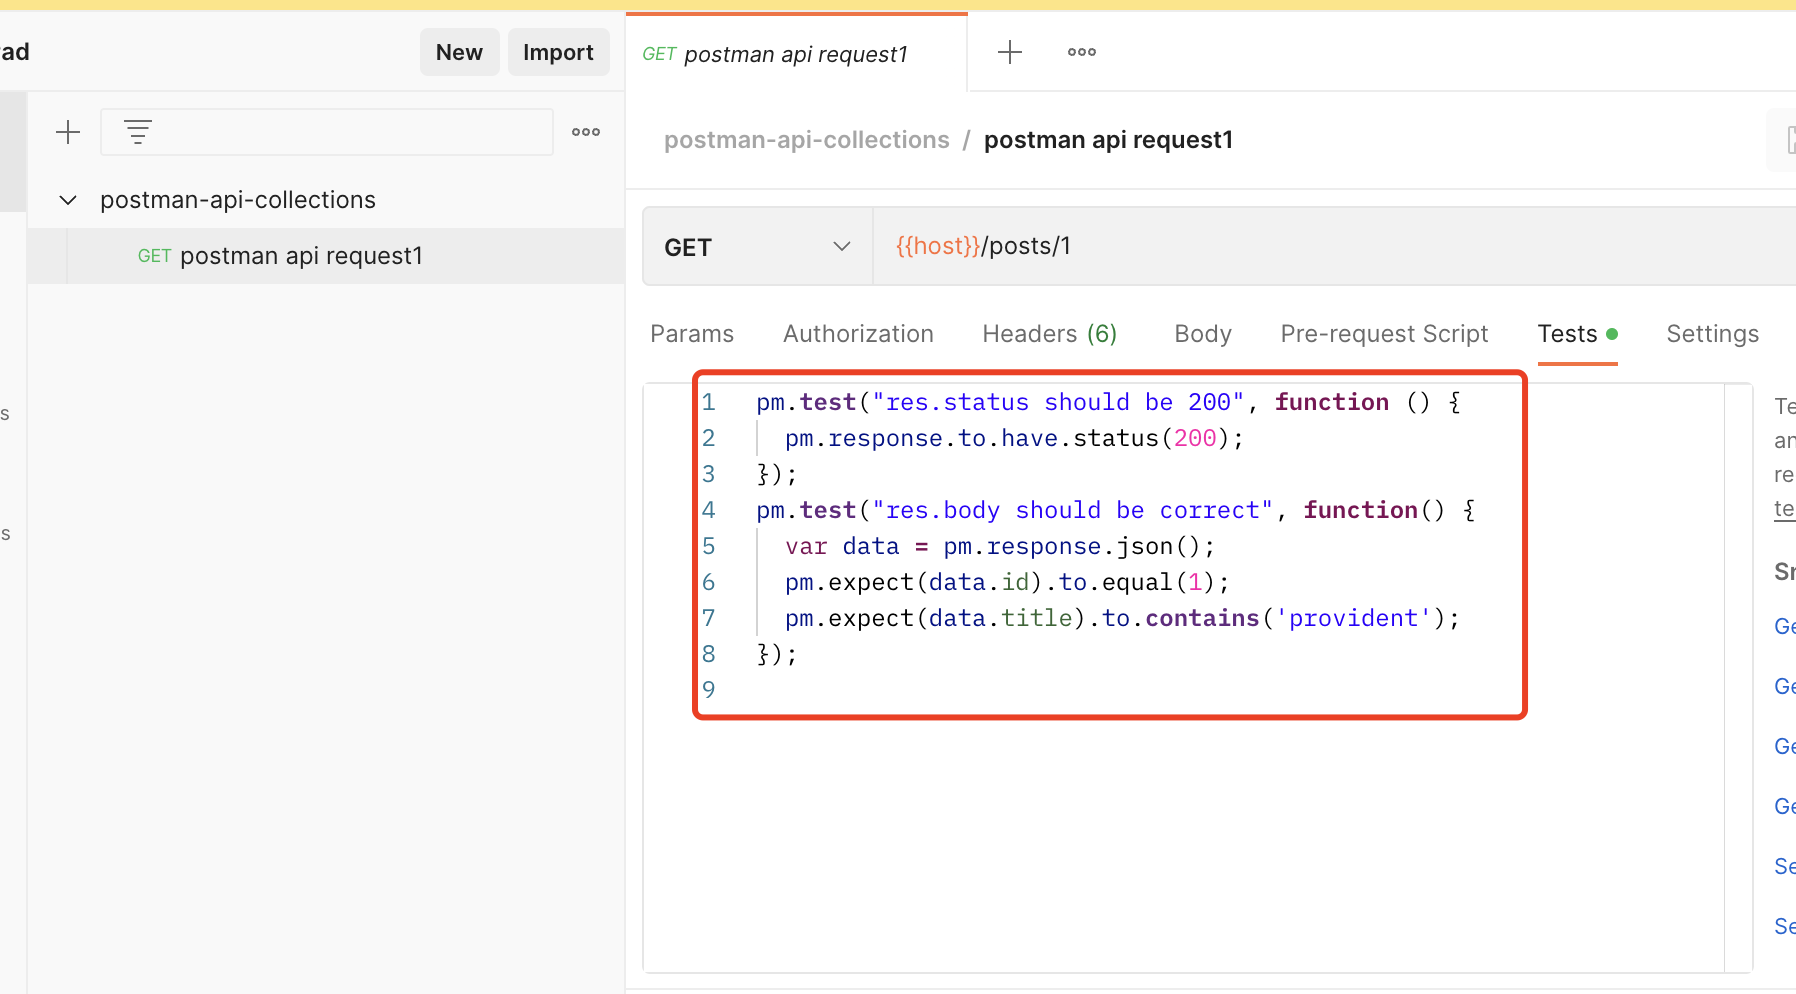 ad
New
Import
GET postman api request1
postman-api-collections / postman api request1
postman-api-collections
GET postman api request1
GET
{{host}}/posts/1
Params
Authorization
Headers (6)
Body
Pre-request Script
Tests
Settings
1 pm.test("res.status should be 200", function () {
2 pm.response.to.have.status(200);
3 });
4 pm.test("res.body should be correct", function() {
5 var data = pm.response.json();
6 pm.expect(data.id).to.equal(1);
7 pm.expect(data.title).to.contains('provident');
8 });
9
s
s
Te
an
re
te
Ge
Ge
Ge
Ge
Se
Se